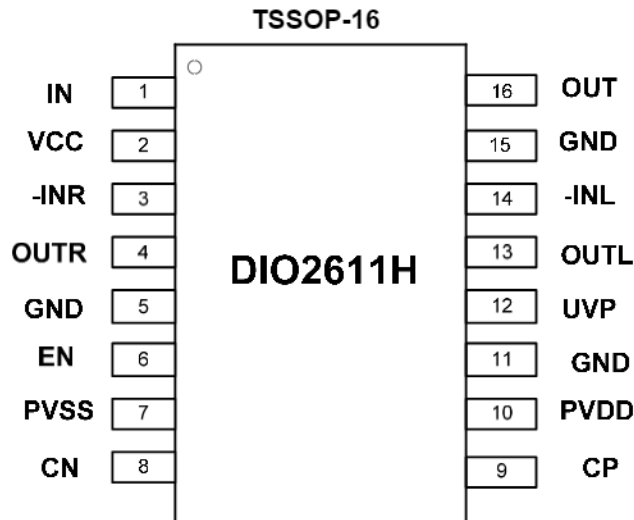 TSSOP-16
IN 1 16 OUT
VCC 2 15 GND
-INR 3 14 -INL
OUTR 4 13 OUTL
DIO2611H
GND 5 12 UVP
EN 6 11 GND
PVSS 7 10 PVDD
CN 8 9 CP